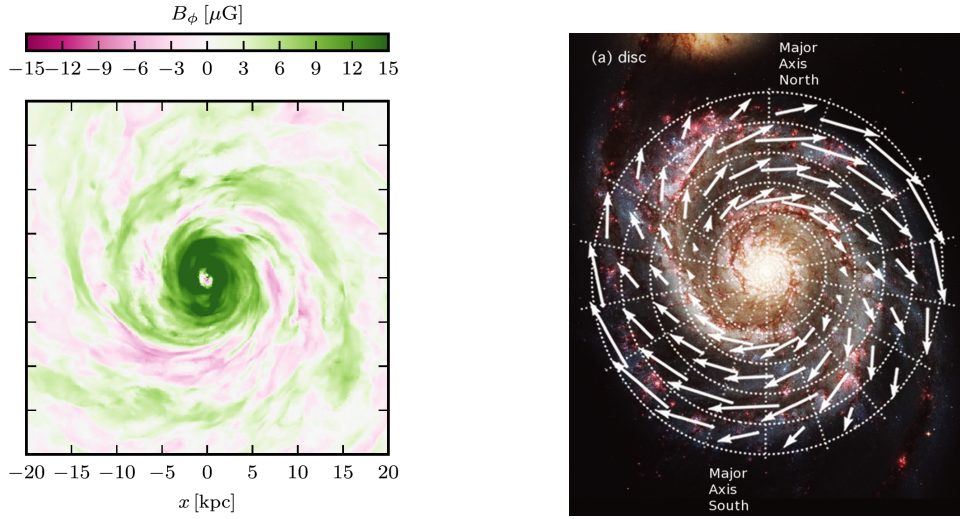 B_ϕ [μG]
−15 −12 −9 −6 −3 0 3 6 9 12 15
−20 −15 −10 −5 0 5 10 15 20
x [kpc]
(a) disc
Major
Axis
North
Major
Axis
South